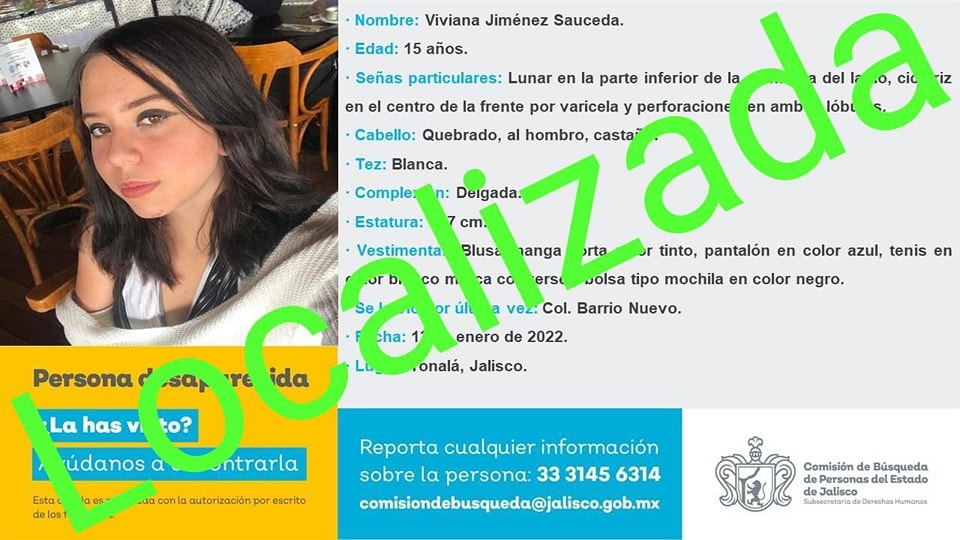 · Nombre: Viviana Jiménez Sauceda.
· Edad: 15 años.
· Señas particulares: Lunar en la parte inferior de la del
en el centro de la frente por varicela y perforaciones en ambos lóbulos.
· Cabello: Quebrado, al hombro, castaño.
· Tez: Blanca.
· Complexión: Delgada.
· Estatura: cm.
· Vestimenta: Blusa manga corta color tinto, pantalón en color azul, tenis en
color blanco marca converse, bolsa tipo mochila en color negro.
· Se le vio por última vez: Col. Barrio Nuevo.
· Fecha: enero de 2022.
· Lugar: Tonalá, Jalisco.
Localizada
Persona desaparecida
¿La has visto?
Ayúdanos a encontrarla
Esta cédula es publicada con la autorización por escrito
de los
Reporta cualquier información
sobre la persona: 33 3145 6314
comisiondebusqueda@jalisco.gob.mx
Comisión de Búsqueda
de Personas del Estado
de Jalisco
Subsecretaría de Derechos Humanos